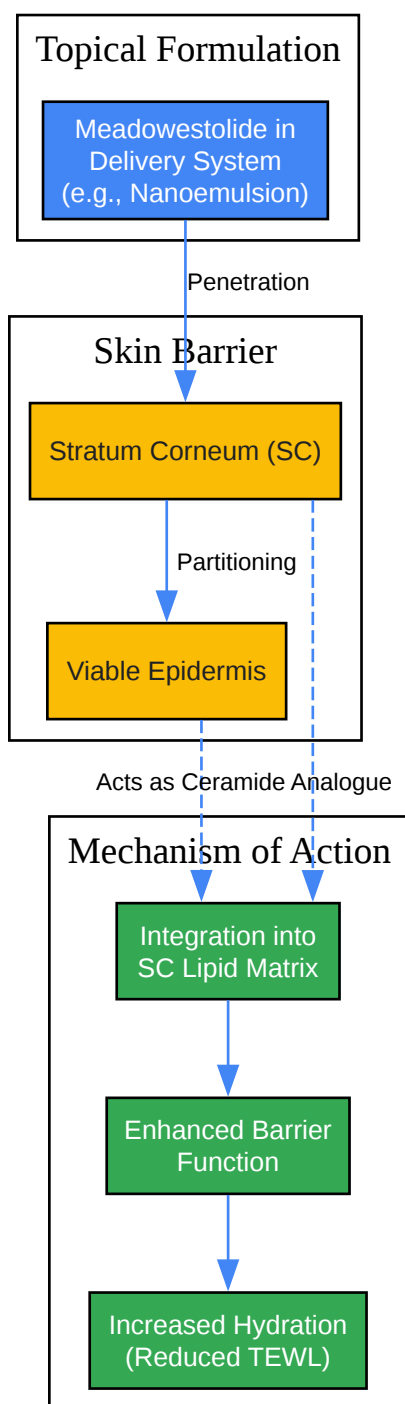 Topical Formulation
Meadowestolide in
Delivery System
(e.g., Nanoemulsion)
Penetration
Skin Barrier
Stratum Corneum (SC)
Partitioning
Viable Epidermis
Acts as Ceramide Analogue
Mechanism of Action
Integration into
SC Lipid Matrix
Enhanced Barrier
Function
Increased Hydration
(Reduced TEWL)